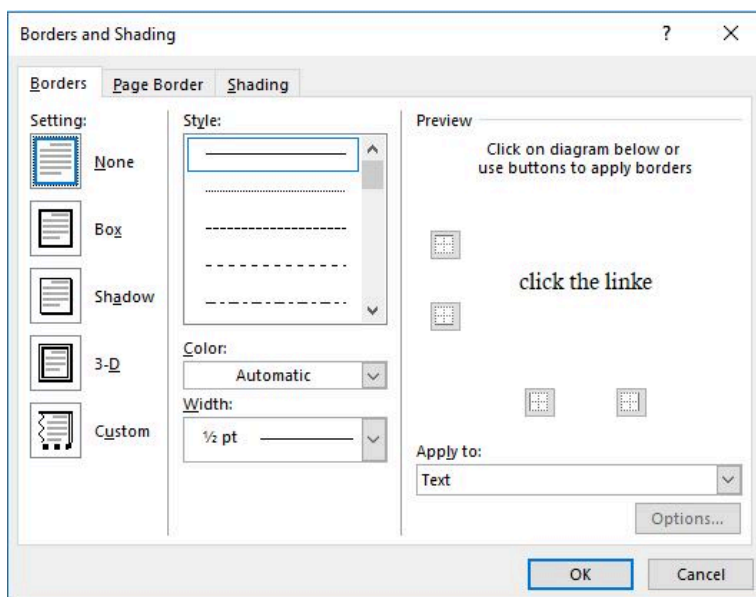 Borders and Shading
?
Borders
Page Border
Shading
Setting:
None
Box
Shadow
3-D
Custom
Style:
Color:
Automatic
Width:
½ pt
Preview
Click on diagram below or
use buttons to apply borders
click the linke
Apply to:
Text
Options...
OK
Cancel